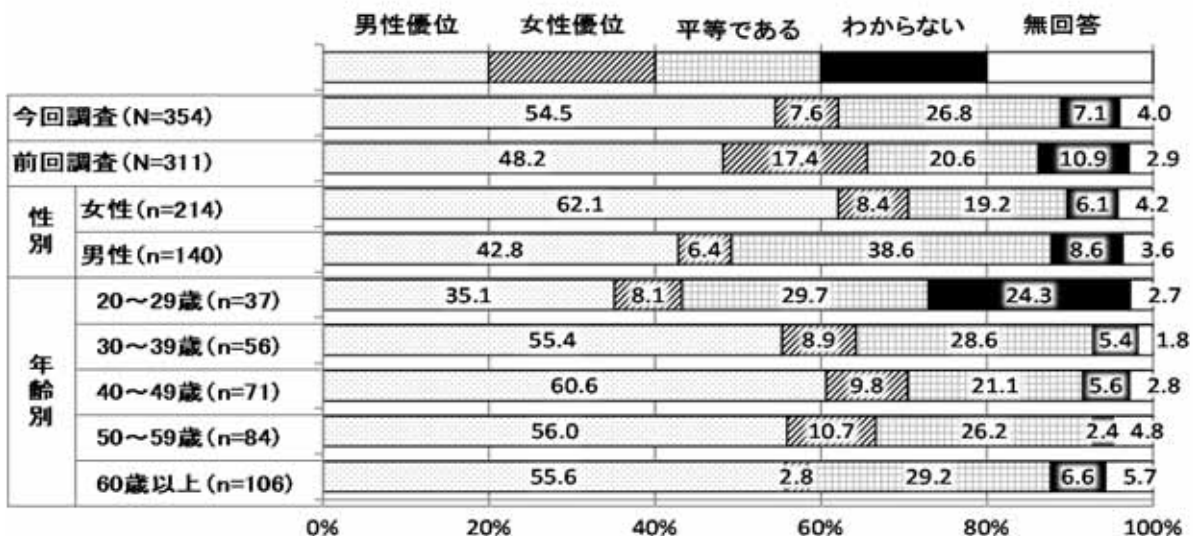 男性優位 女性優位 平等である わからない 無回答
今回調査(N=354) 54.5 7.6 26.8 7.1 4.0
前回調査(N=311) 48.2 17.4 20.6 10.9 2.9
性別
女性(n=214) 62.1 8.4 19.2 6.1 4.2
男性(n=140) 42.8 6.4 38.6 8.6 3.6
年齢別
20～29歳(n=37) 35.1 8.1 29.7 24.3 2.7
30～39歳(n=56) 55.4 8.9 28.6 5.4 1.8
40～49歳(n=71) 60.6 9.8 21.1 5.6 2.8
50～59歳(n=84) 56.0 10.7 26.2 2.4 4.8
60歳以上(n=106) 55.6 2.8 29.2 6.6 5.7
0% 20% 40% 60% 80% 100%